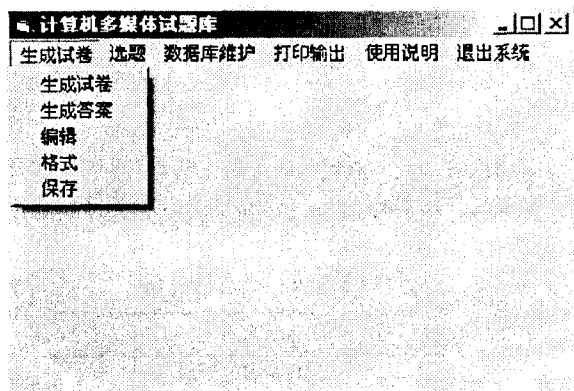 计算机多媒体试题库
生成试卷 选题 数据库维护 打印输出 使用说明 退出系统
生成试卷
生成答案
编辑
格式
保存